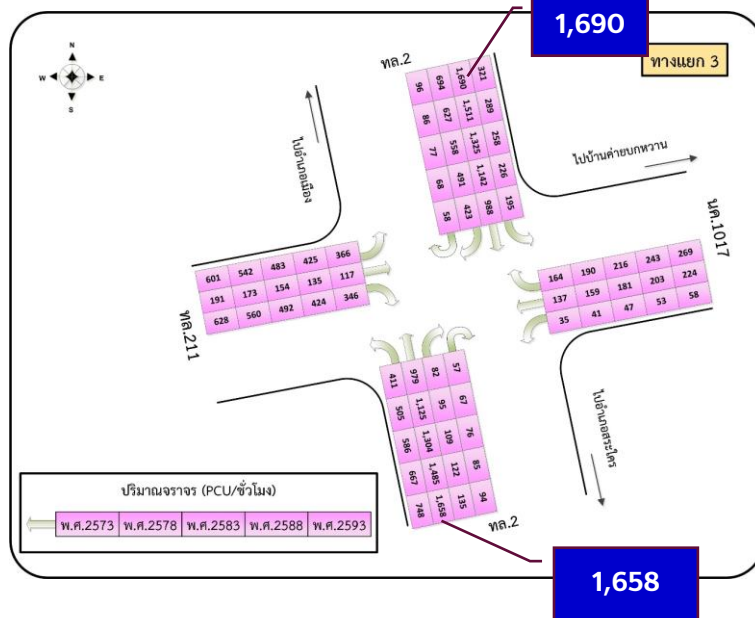 1,690
ทางแยก 3
N
W E
S
ทล.2
96 694 1,690 321
86 627 1,511 289
77 558 1,325 258
68 491 1,142 226
58 423 988 195
ไปอำเภอเมือง
ไปบ้านค่ายบกหวาน
นค.1017
601 542 483 425 366
191 173 154 135 117
628 560 492 424 346
ทล.211
164 190 216 243 269
137 159 181 203 224
35 41 47 53 58
411 979 82 57
505 1,125 95 67
586 1,304 109 76
667 1,485 122 85
748 1,658 135 94
ทล.2
ไปอำเภอสระใคร
ปริมาณจราจร (PCU/ชั่วโมง)
พ.ศ.2573 พ.ศ.2578 พ.ศ.2583 พ.ศ.2588 พ.ศ.2593
1,658